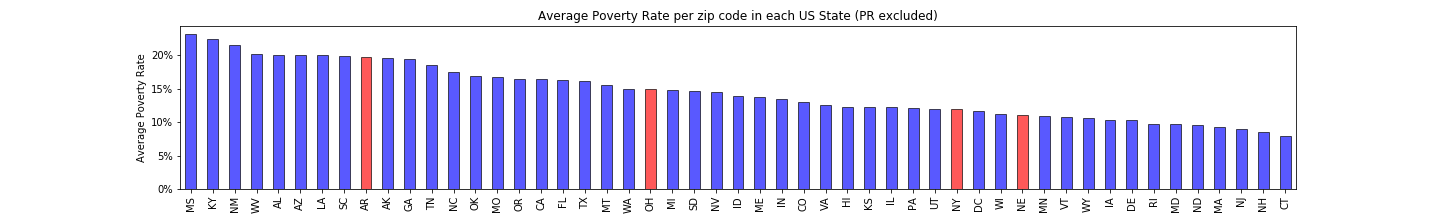 Average Poverty Rate per zip code in each US State (PR excluded)
Average Poverty Rate
20%
15%
10%
5%
0%
MS KY NM WV AL AZ LA SC AR AK GA TN NC OK MO OR CA FL TX MT WA OH MI SD NV ID ME IN CO VA HI KS IL PA UT NY DC WI NE MN VT WY IA DE RI MD ND MA NJ NH CT